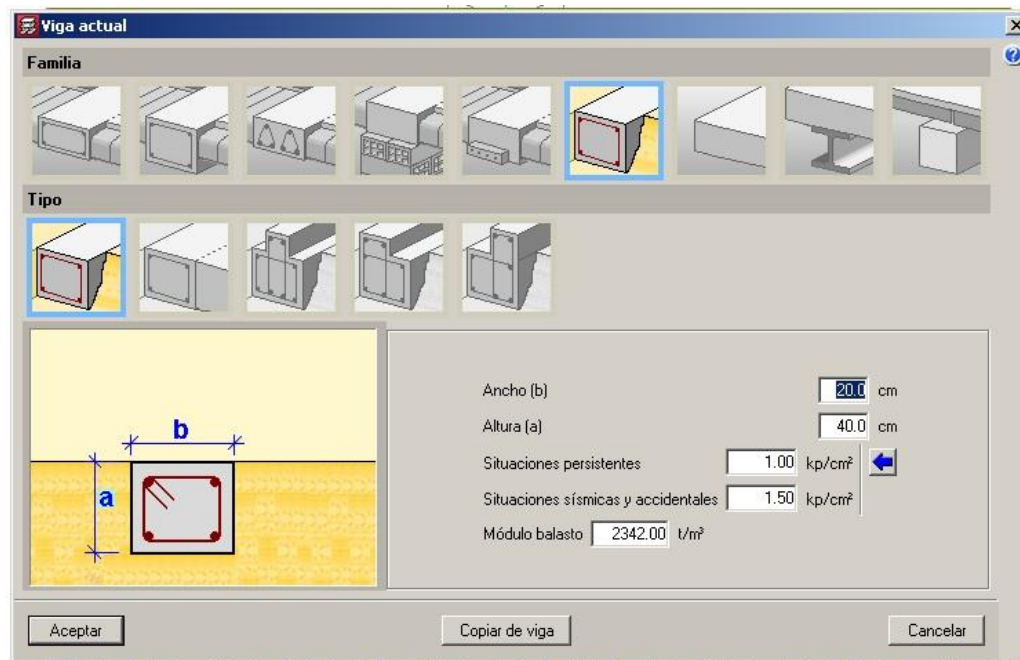 Viga actual
Familia
Tipo
b
a
Ancho (b) 20.0 cm
Altura (a) 40.0 cm
Situaciones persistentes 1.00 kp/cm²
Situaciones sísmicas y accidentales 1.50 kp/cm²
Módulo balasto 2342.00 t/m³
Aceptar Copiar de viga Cancelar